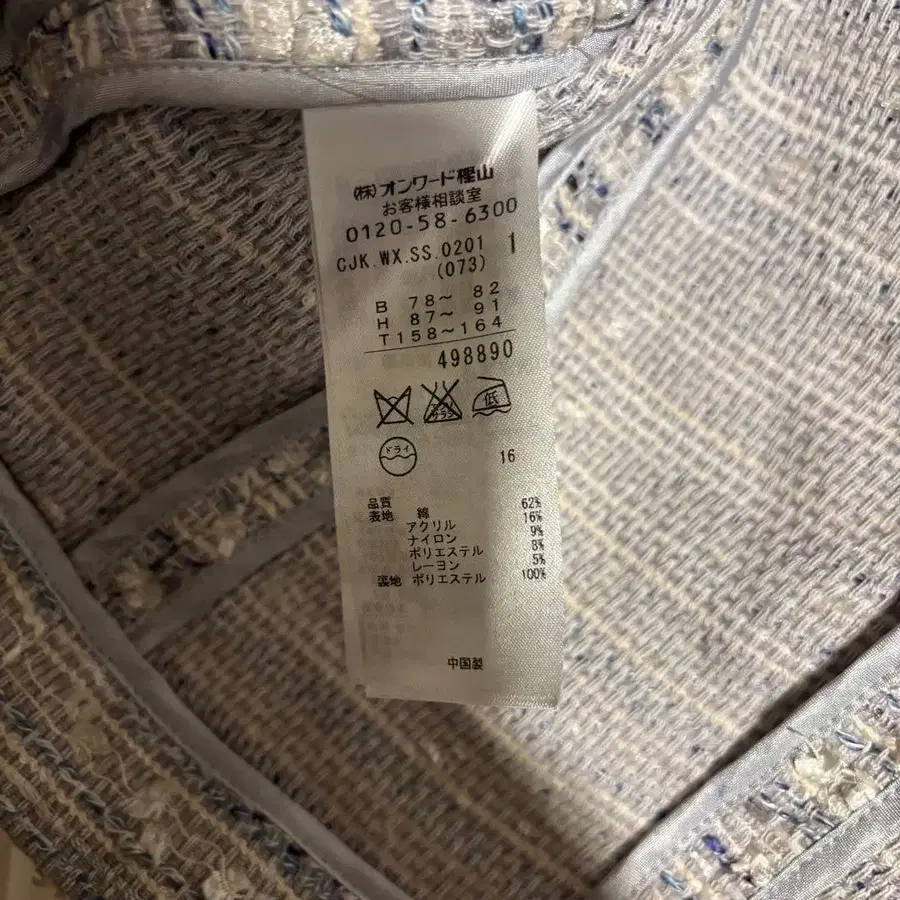 (株)オンワード樫山
お客様相談室
0120-58-6300
CJK.WX.SS.0201 1
(073)
B 78～ 82
H 87～ 91
T158～164
498890
低
ドライ 16
品質
表地 綿 62%
アクリル 16%
ナイロン 9%
ポリエステル 8%
レーヨン 5%
裏地 ポリエステル 100%
中国製